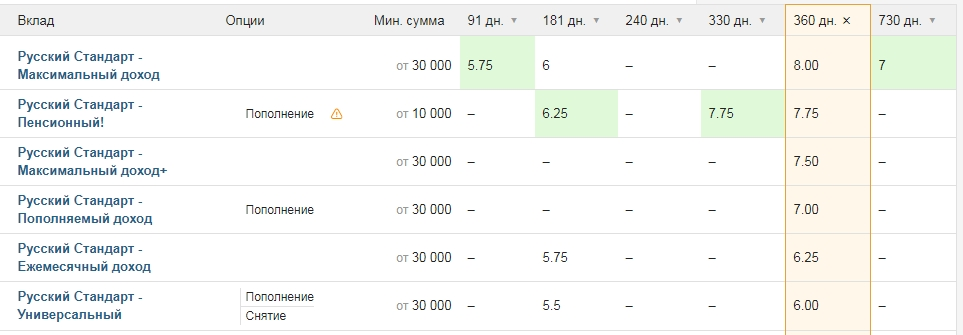 Вклад Опции Мин. сумма 91 дн. ▼ 181 дн. ▼ 240 дн. ▼ 330 дн. ▼ 360 дн. × 730 дн. ▼
Русский Стандарт -
Максимальный доход от 30 000 5.75 6 – – 8.00 7
Русский Стандарт -
Пенсионный! Пополнение от 10 000 – 6.25 – 7.75 7.75 –
Русский Стандарт -
Максимальный доход+ от 30 000 – – – – 7.50 –
Русский Стандарт -
Пополняемый доход Пополнение от 30 000 – – – – 7.00 –
Русский Стандарт -
Ежемесячный доход от 30 000 – 5.75 – – 6.25 –
Русский Стандарт - Пополнение
Универсальный Снятие от 30 000 – 5.5 – – 6.00 –